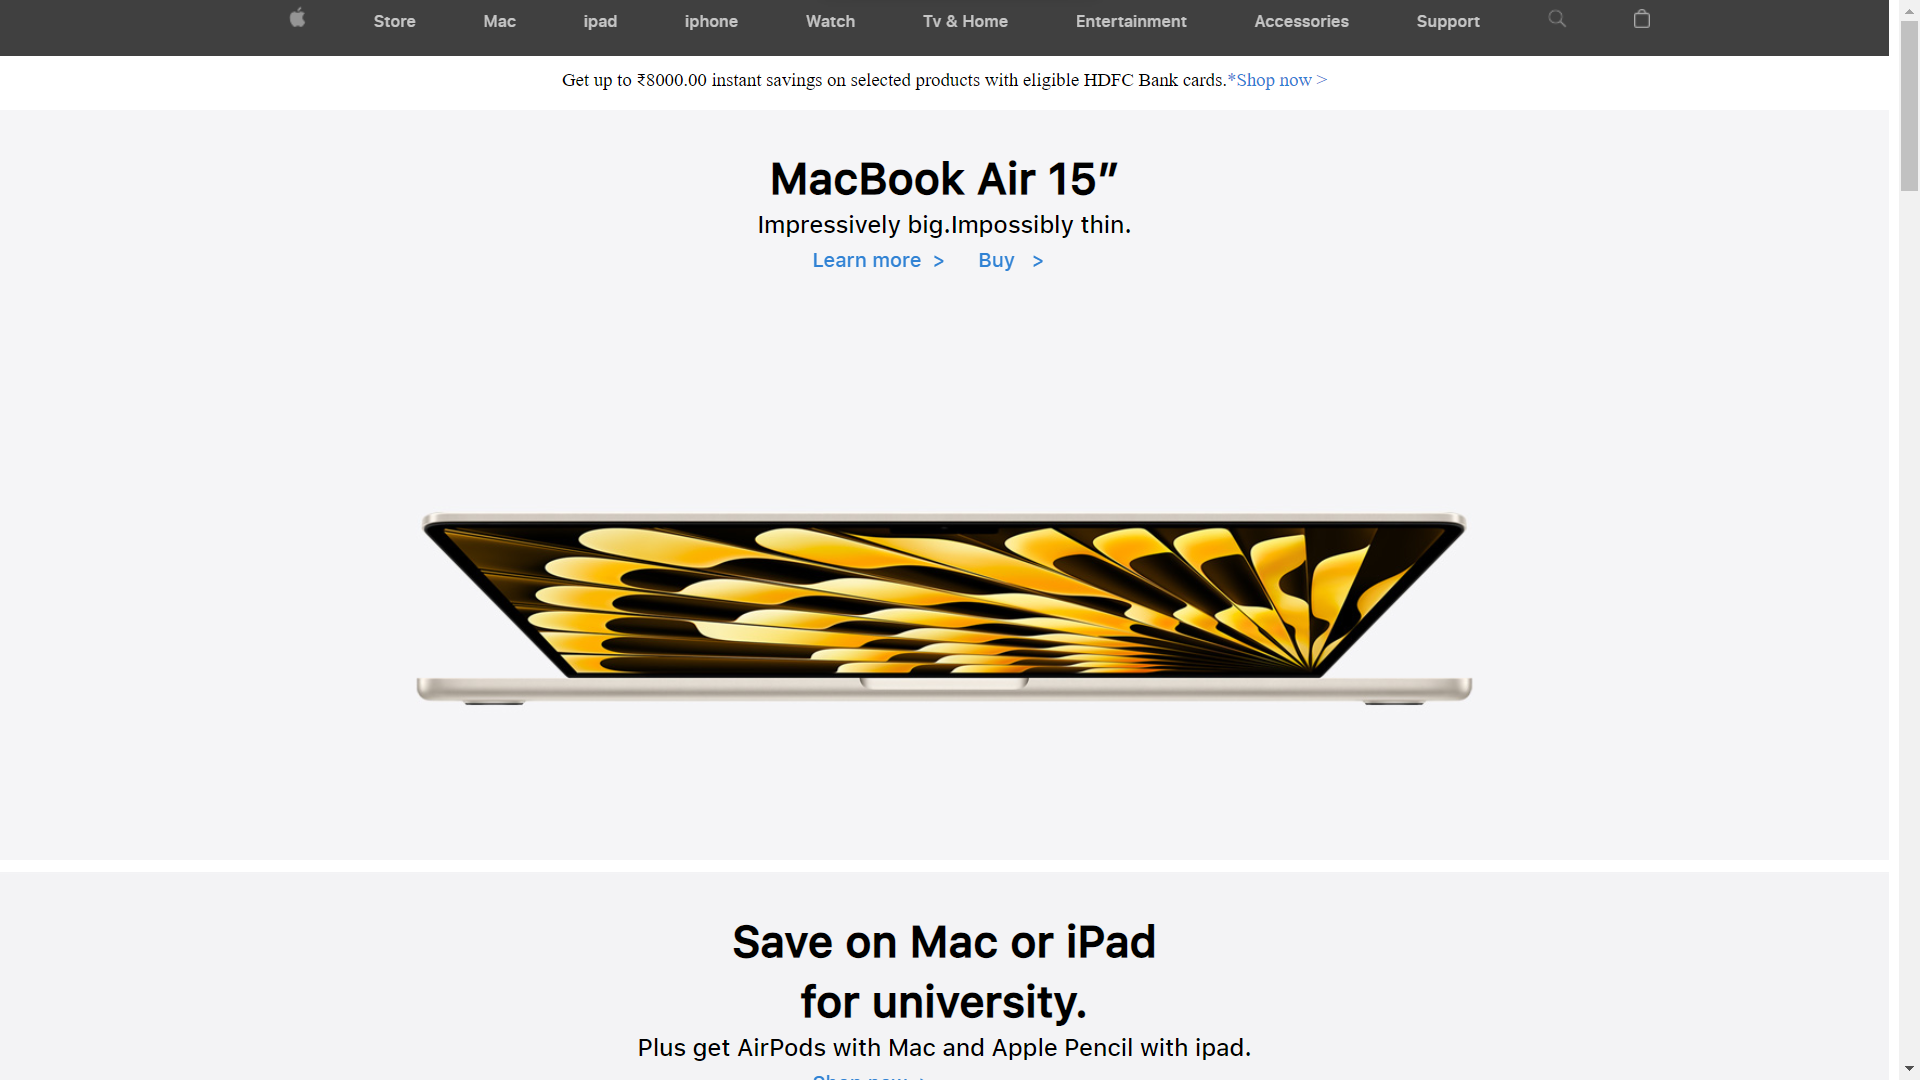 Store Mac ipad iphone Watch Tv & Home Entertainment Accessories Support
Get up to ₹8000.00 instant savings on selected products with eligible HDFC Bank cards.*Shop now >
MacBook Air 15″
Impressively big.Impossibly thin.
Learn more > Buy >
Save on Mac or iPad
for university.
Plus get AirPods with Mac and Apple Pencil with ipad.